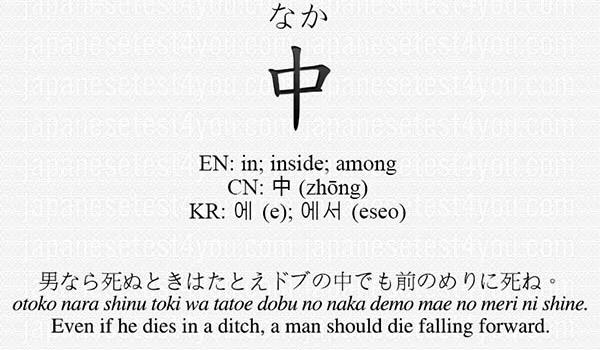 なか
中
EN: in; inside; among
CN: 中 (zhōng)
KR: 에 (e); 에서 (eseo)
男なら死ぬときはたとえドブの中でも前のめりに死ね。
otoko nara shinu toki wa tatoe dobu no naka demo mae no meri ni shine.
Even if he dies in a ditch, a man should die falling forward.
japanesetest4you.com